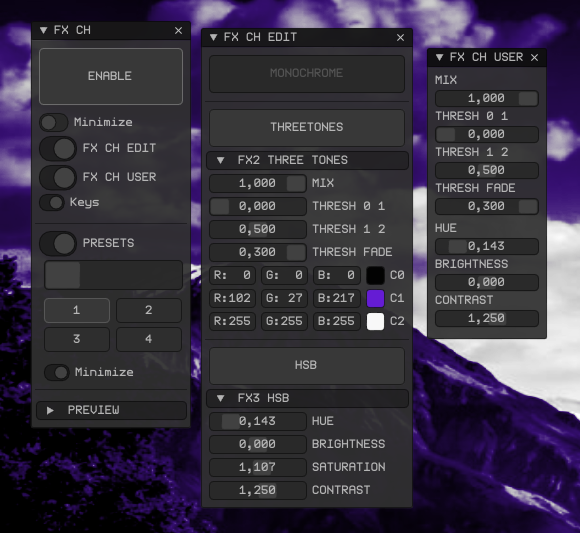 FX CH
ENABLE
Minimize
FX CH EDIT
FX CH USER
Keys
PRESETS
1 2
3 4
Minimize
PREVIEW
FX CH EDIT
MONOCHROME
THREETONES
FX2 THREE TONES
1,000 MIX
0,000 THRESH 0 1
0,500 THRESH 1 2
0,300 THRESH FADE
R: 0 G: 0 B: 0 C0
R:102 G: 27 B:217 C1
R:255 G:255 B:255 C2
HSB
FX3 HSB
0,143 HUE
0,000 BRIGHTNESS
1,107 SATURATION
1,250 CONTRAST
FX CH USER
MIX
1,000
THRESH 0 1
0,000
THRESH 1 2
0,500
THRESH FADE
0,300
HUE
0,143
BRIGHTNESS
0,000
CONTRAST
1,250